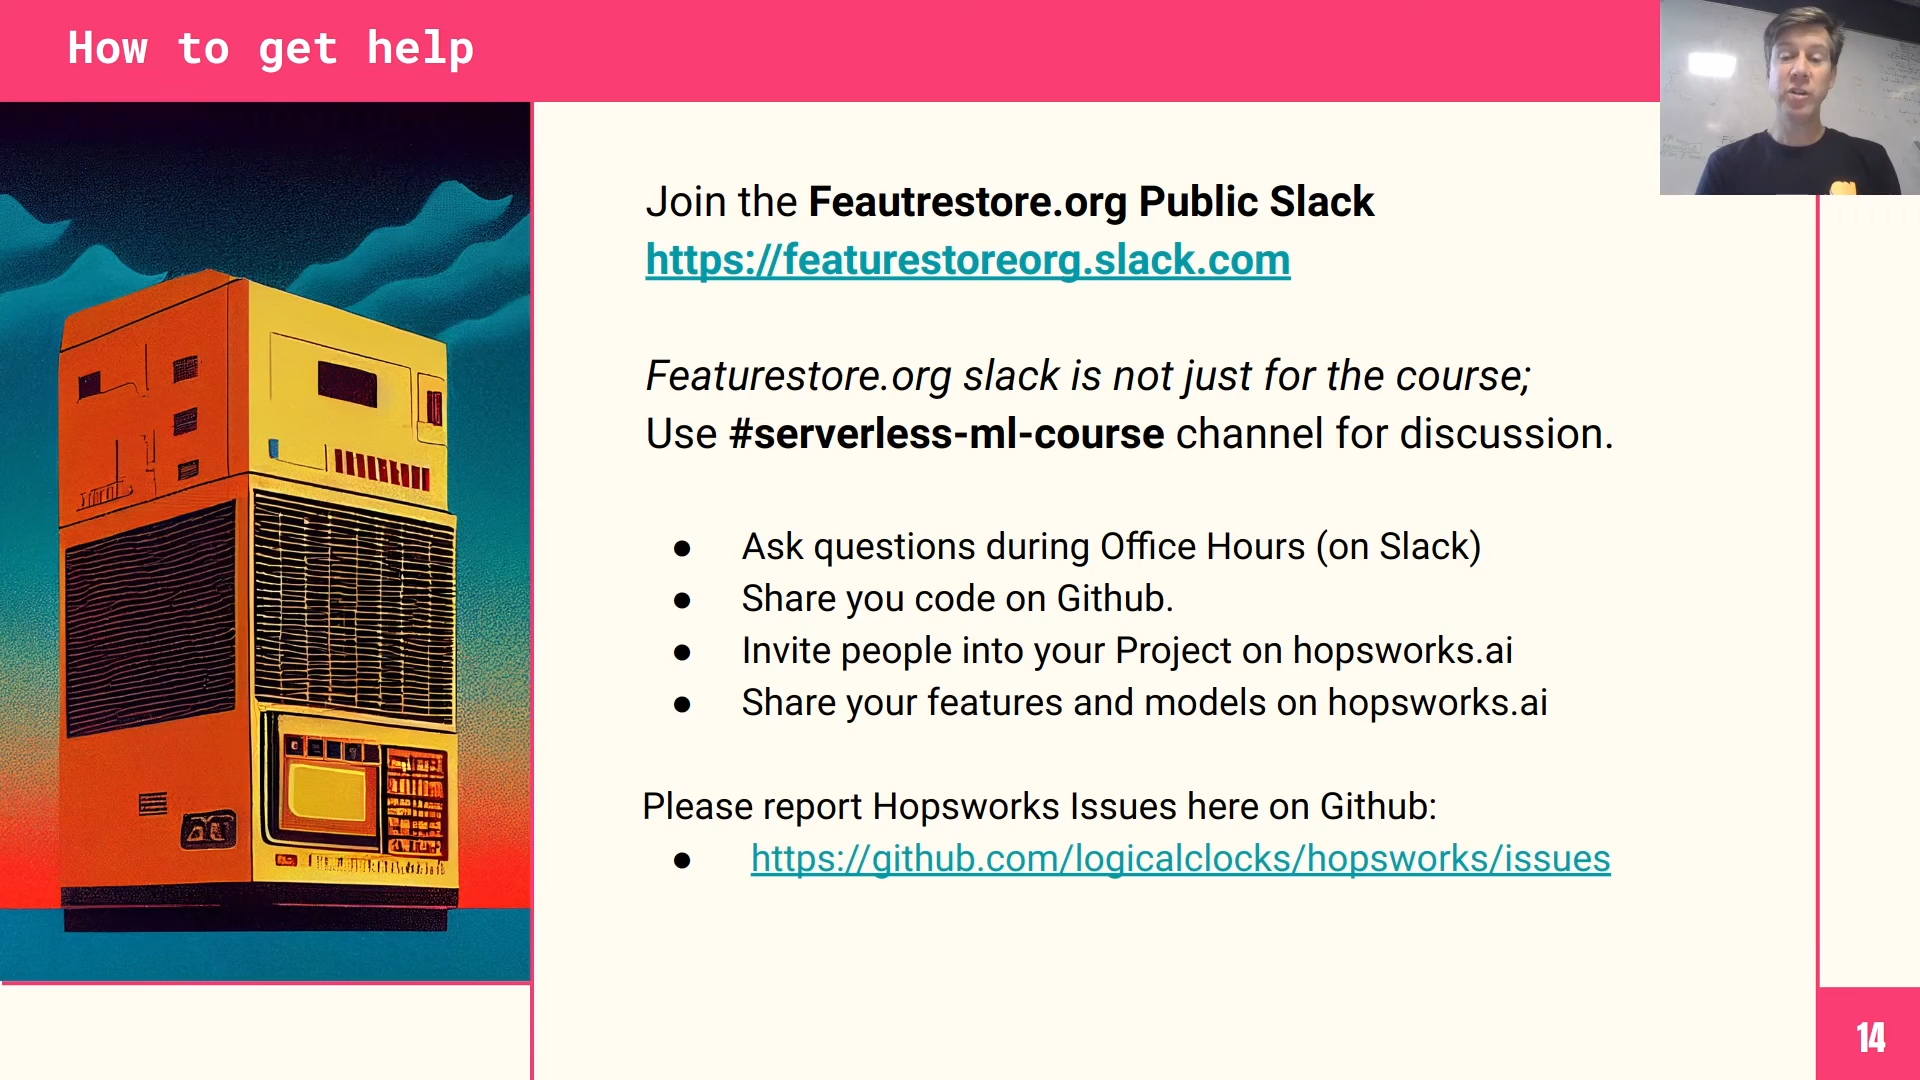 How to get help
Join the Feautrestore.org Public Slack
https://featurestoreorg.slack.com
Featurestore.org slack is not just for the course;
Use #serverless-ml-course channel for discussion.
● Ask questions during Office Hours (on Slack)
● Share you code on Github.
● Invite people into your Project on hopsworks.ai
● Share your features and models on hopsworks.ai
Please report Hopsworks Issues here on Github:
● https://github.com/logicalclocks/hopsworks/issues
14